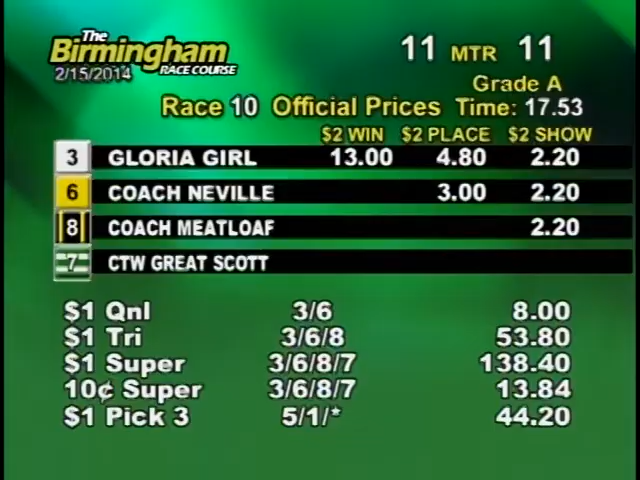 The
Birmingham
RACE COURSE
2/15/2014
11 MTR 11
Grade A
Race 10 Official Prices Time: 17.53
$2 WIN $2 PLACE $2 SHOW
3 GLORIA GIRL 13.00 4.80 2.20
6 COACH NEVILLE 3.00 2.20
8 COACH MEATLOAF 2.20
7 CTW GREAT SCOTT
$1 Qnl 3/6 8.00
$1 Tri 3/6/8 53.80
$1 Super 3/6/8/7 138.40
10¢ Super 3/6/8/7 13.84
$1 Pick 3 5/1/* 44.20